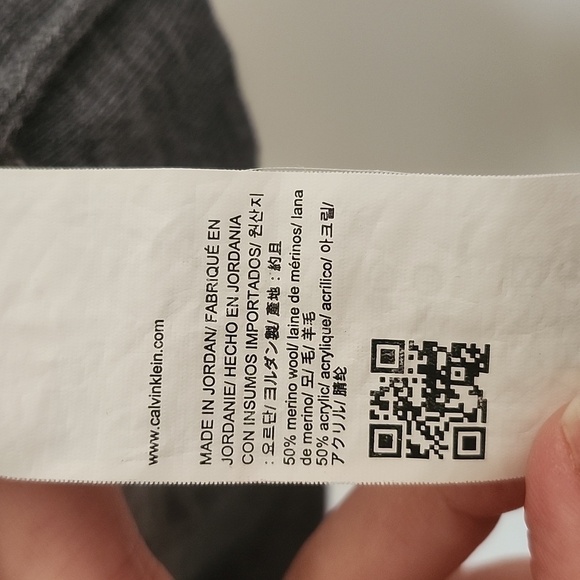 www.calvinklein.com
MADE IN JORDAN/ FABRIQUÉ EN
JORDANIE/ HECHO EN JORDANIA
CON INSUMOS IMPORTADOS/ 원산지
: 요르단/ ヨルダン製/ 產地 : 約旦
50% merino wool/ laine de mérinos/ lana
de merino/ 모/ 毛/ 羊毛
50% acrylic/ acrylique/ acrílico/ 아크릴/
アクリル/ 腈纶